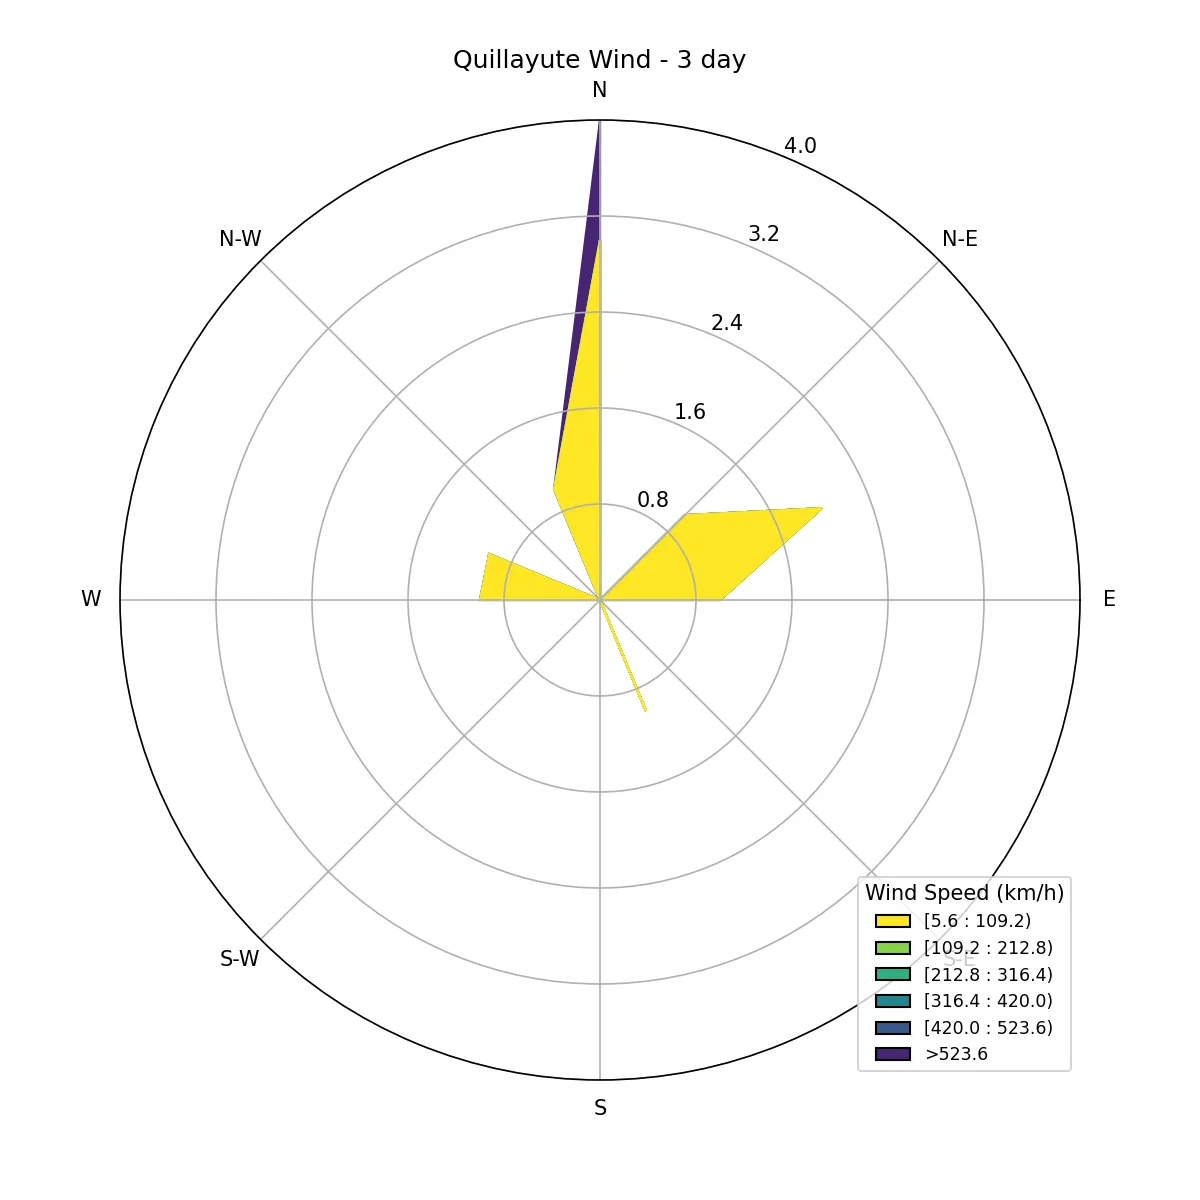 Quillayute Wind - 3 day
N
4.0
N-W
N-E
3.2
2.4
1.6
0.8
W
E
Wind Speed (km/h)
[5.6 : 109.2)
[109.2 : 212.8)
S-W
S-E
[212.8 : 316.4)
[316.4 : 420.0)
[420.0 : 523.6)
>523.6
S